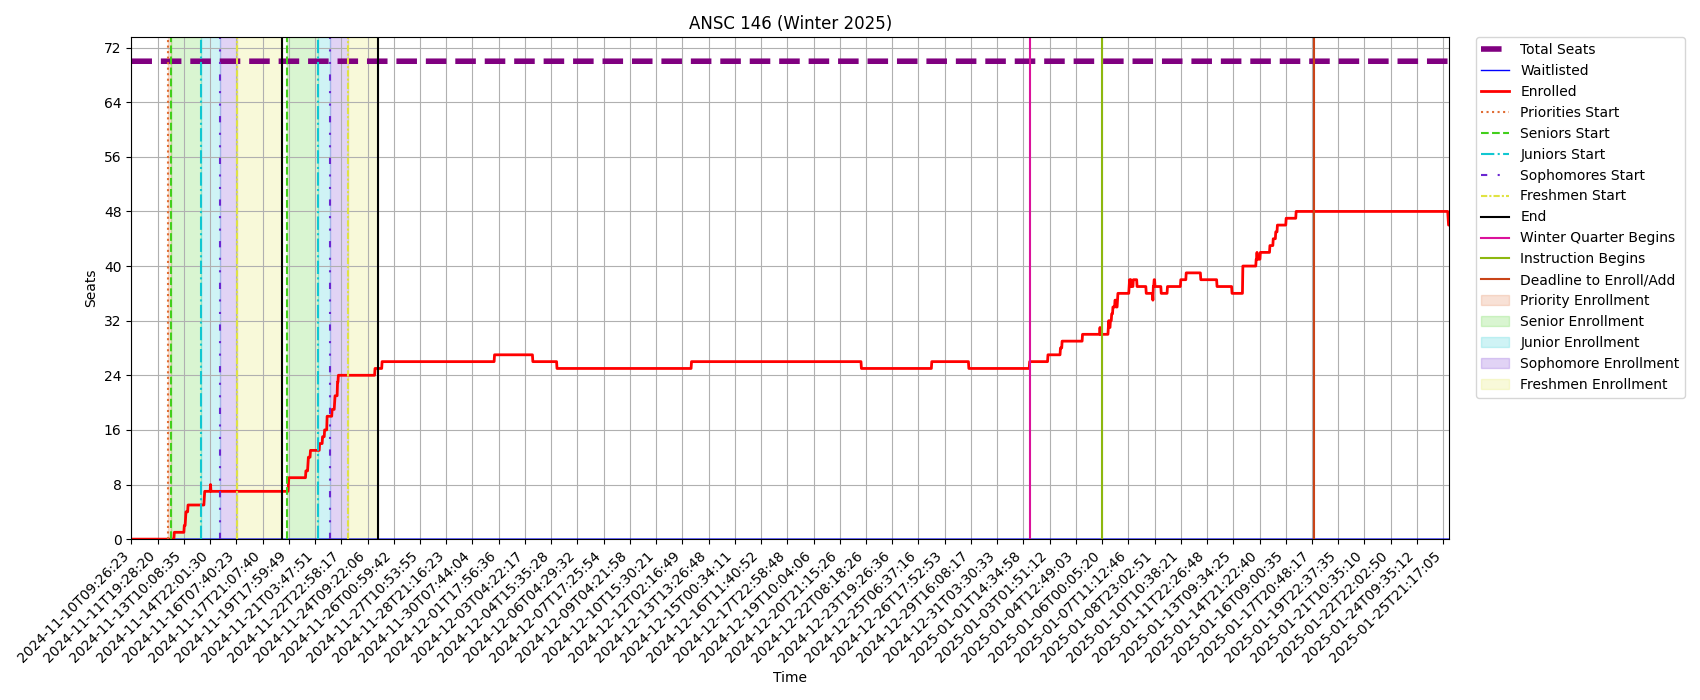 ANSC 146 (Winter 2025)
Seats
72
64
56
48
40
32
24
16
8
0
2024-11-10T09:26:23
2024-11-11T19:28:20
2024-11-13T10:08:35
2024-11-14T22:01:30
2024-11-16T07:40:23
2024-11-17T21:07:40
2024-11-19T17:59:49
2024-11-21T03:47:51
2024-11-22T22:58:17
2024-11-24T09:22:06
2024-11-26T00:59:42
2024-11-27T10:53:55
2024-11-28T21:16:23
2024-11-30T07:44:04
2024-12-01T17:56:36
2024-12-03T04:22:17
2024-12-04T15:35:28
2024-12-06T04:29:32
2024-12-07T17:25:54
2024-12-09T04:21:58
2024-12-10T15:30:21
2024-12-12T02:16:49
2024-12-13T13:26:48
2024-12-15T00:34:11
2024-12-16T11:40:52
2024-12-17T22:58:48
2024-12-19T10:04:06
2024-12-20T21:15:26
2024-12-22T08:18:26
2024-12-23T19:26:36
2024-12-25T06:37:16
2024-12-26T17:52:53
2024-12-29T16:08:17
2024-12-31T03:30:33
2025-01-01T14:34:58
2025-01-03T01:51:12
2025-01-04T12:49:03
2025-01-06T00:05:20
2025-01-07T11:12:46
2025-01-08T23:02:51
2025-01-10T10:38:21
2025-01-11T22:26:48
2025-01-13T09:34:25
2025-01-14T21:22:40
2025-01-16T09:00:35
2025-01-17T20:48:17
2025-01-19T22:37:35
2025-01-21T10:35:10
2025-01-22T22:02:50
2025-01-24T09:35:12
2025-01-25T21:17:05
Time
Total Seats
Waitlisted
Enrolled
Priorities Start
Seniors Start
Juniors Start
Sophomores Start
Freshmen Start
End
Winter Quarter Begins
Instruction Begins
Deadline to Enroll/Add
Priority Enrollment
Senior Enrollment
Junior Enrollment
Sophomore Enrollment
Freshmen Enrollment